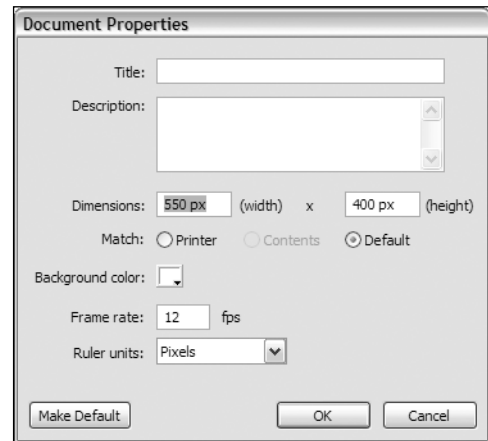 Document Properties
Title:
Description:
Dimensions: 550 px (width) x 400 px (height)
Match: Printer Contents Default
Background color:
Frame rate: 12 fps
Ruler units: Pixels
Make Default OK Cancel